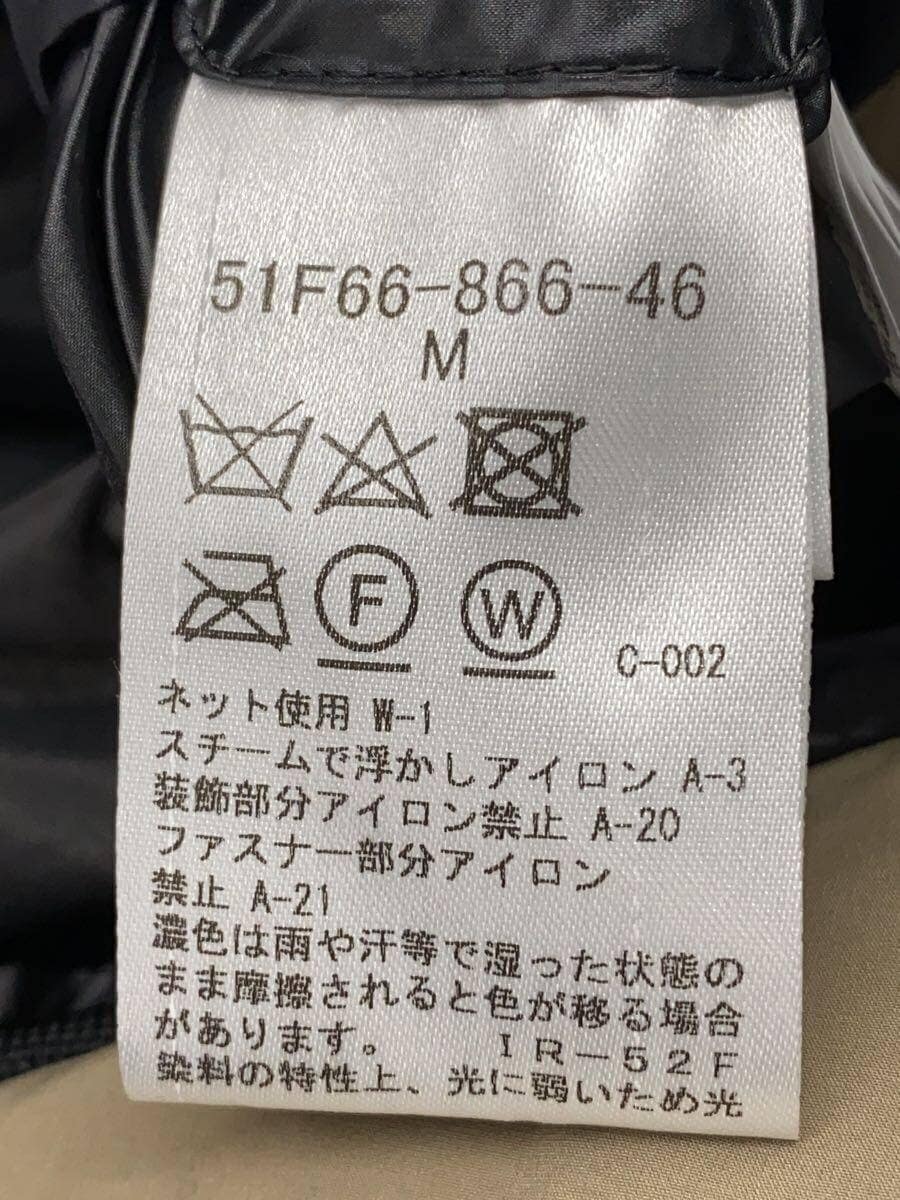 51F66-866-46
M
F
W
C-002
ネット使用 W-1
スチームで浮かしアイロン A-3
装飾部分アイロン禁止 A-20
ファスナー部分アイロン
禁止 A-21
濃色は雨や汗等で湿った状態の
まま摩擦されると色が移る場合
があります。 ＩＲ－５２Ｆ
染料の特性上、光に弱いため光